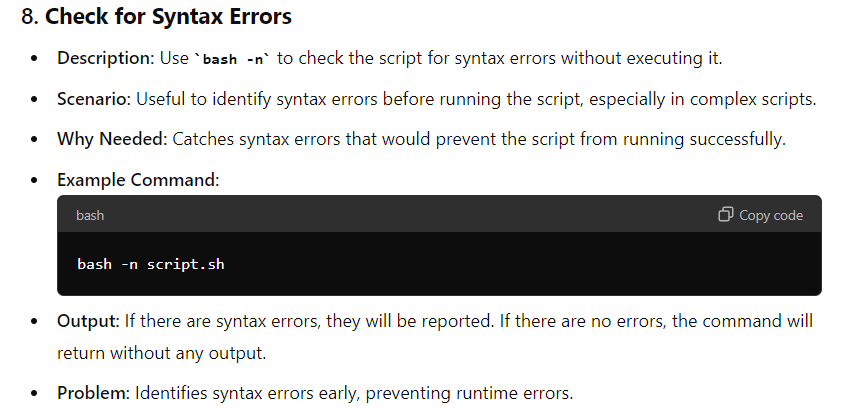 8. Check for Syntax Errors
• Description: Use `bash -n` to check the script for syntax errors without executing it.
• Scenario: Useful to identify syntax errors before running the script, especially in complex scripts.
• Why Needed: Catches syntax errors that would prevent the script from running successfully.
• Example Command:
bash Copy code
bash -n script.sh
• Output: If there are syntax errors, they will be reported. If there are no errors, the command will
return without any output.
• Problem: Identifies syntax errors early, preventing runtime errors.